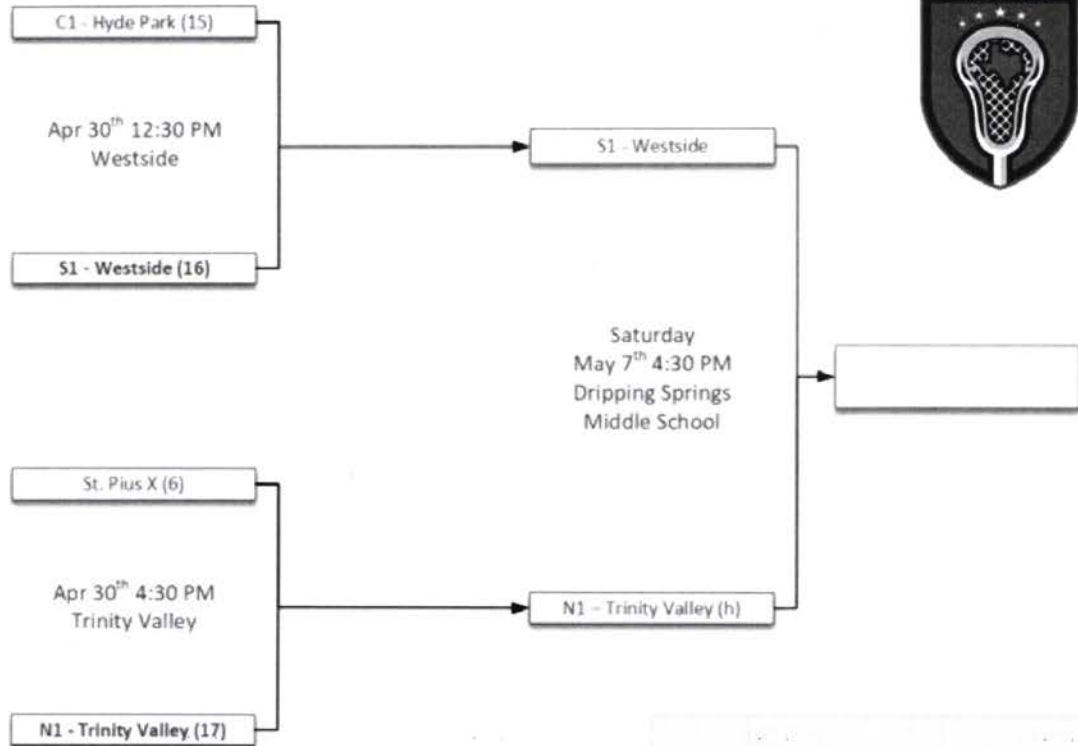 C1 - Hyde Park (15)
Apr 30th 12:30 PM
Westside
S1 - Westside (16)
S1 - Westside
Saturday
May 7th 4:30 PM
Dripping Springs
Middle School
St. Pius X (6)
Apr 30th 4:30 PM
Trinity Valley
N1 - Trinity Valley (h)
N1 - Trinity Valley (17)